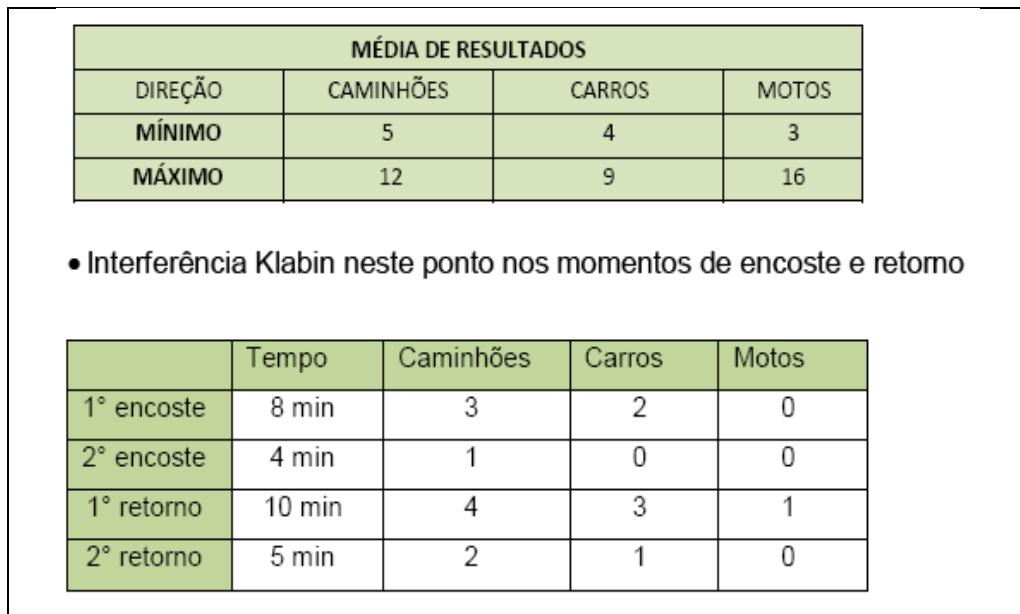 MÉDIA DE RESULTADOS
DIREÇÃO CAMINHÕES CARROS MOTOS
MÍNIMO 5 4 3
MÁXIMO 12 9 16
• Interferência Klabin neste ponto nos momentos de encoste e retorno
Tempo Caminhões Carros Motos
1° encoste 8 min 3 2 0
2° encoste 4 min 1 0 0
1° retorno 10 min 4 3 1
2° retorno 5 min 2 1 0